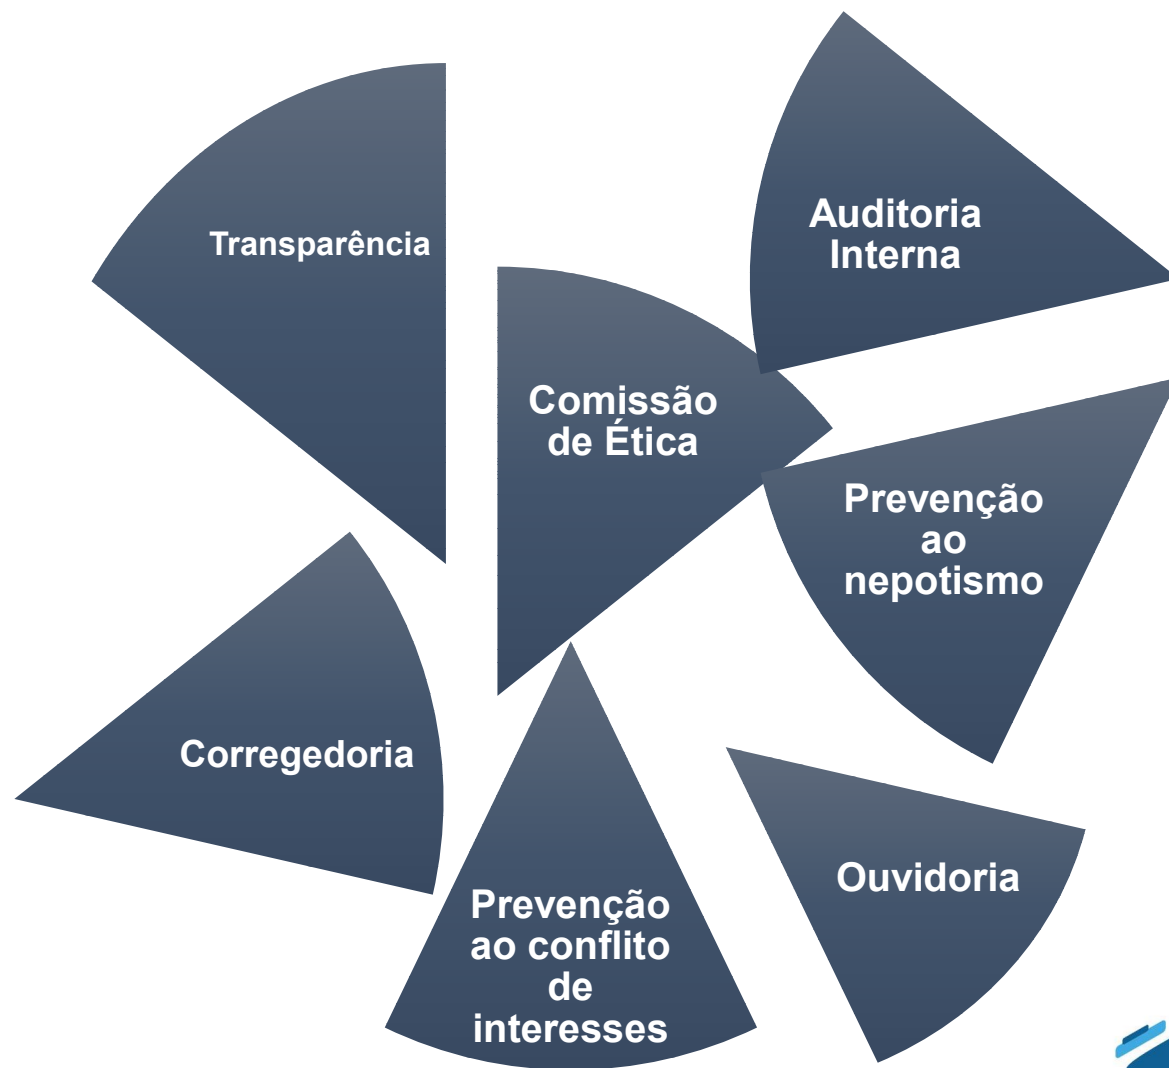 Transparência
Auditoria
Interna
Comissão
de Ética
Prevenção
ao
nepotismo
Corregedoria
Ouvidoria
Prevenção
ao conflito
de
interesses